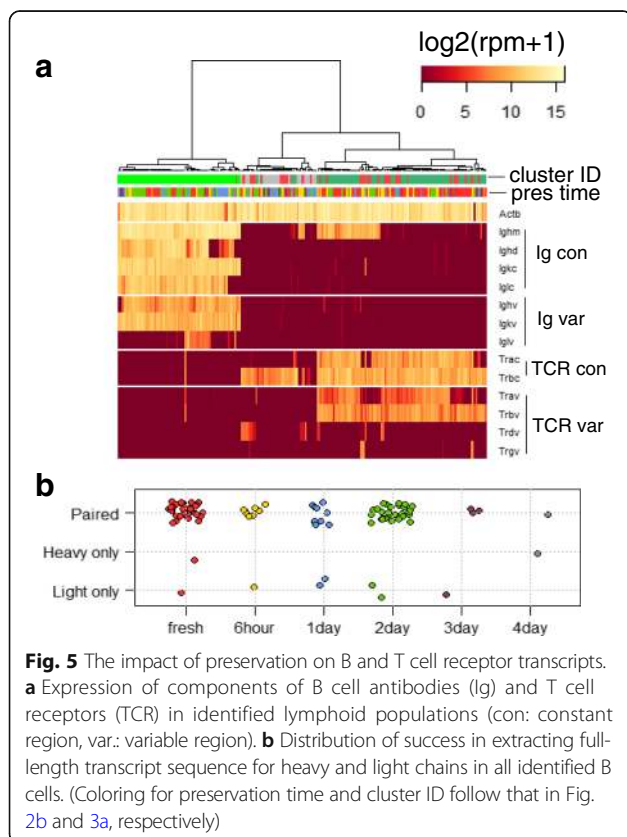 a
log2(rpm+1)
0 5 10 15
cluster ID
pres time
Actb
Ighm
Ighd
Igkc
Iglc
Ig con
Ighv
Igkv
Iglv
Ig var
Trac
Trbc
TCR con
Trav
Trbv
Trdv
Trgv
TCR var
b
Paired
Heavy only
Light only
fresh 6hour 1day 2day 3day 4day
Fig. 5 The impact of preservation on B and T cell receptor transcripts.
a Expression of components of B cell antibodies (Ig) and T cell
receptors (TCR) in identified lymphoid populations (con: constant
region, var.: variable region). b Distribution of success in extracting full-
length transcript sequence for heavy and light chains in all identified B
cells. (Coloring for preservation time and cluster ID follow that in Fig.
2b and 3a, respectively)